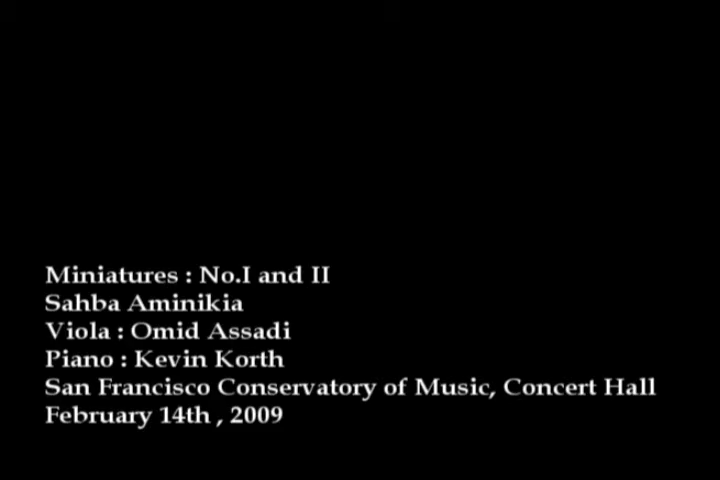 Miniatures : No.I and II
Sahba Aminikia
Viola : Omid Assadi
Piano : Kevin Korth
San Francisco Conservatory of Music, Concert Hall
February 14th , 2009